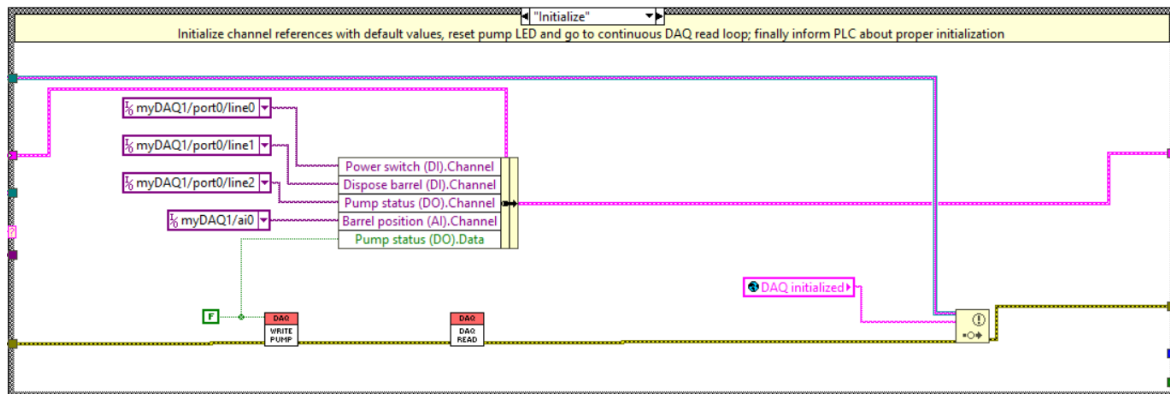 "Initialize"
Initialize channel references with default values, reset pump LED and go to continuous DAQ read loop; finally inform PLC about proper initialization
myDAQ1/port0/line0
myDAQ1/port0/line1
myDAQ1/port0/line2
myDAQ1/ai0
Power switch (DI).Channel
Dispose barrel (DI).Channel
Pump status (DO).Channel
Barrel position (AI).Channel
Pump status (DO).Data
DAQ initialized
F
DAQ
WRITE
PUMP
DAQ
DAQ
READ
?